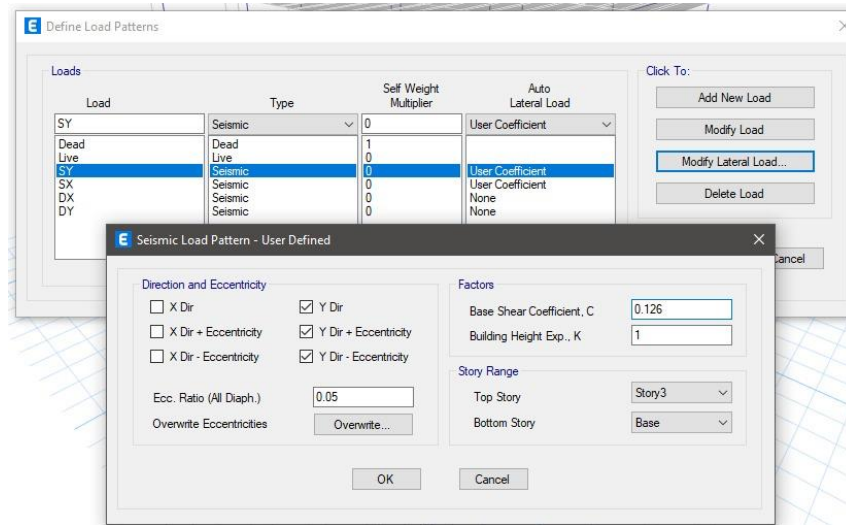 E Define Load Patterns
Loads
Click To:
Load Type Self Weight Multiplier Auto Lateral Load
SY Seismic 0 User Coefficient
Dead Dead 1
Live Live 0
SY Seismic 0 User Coefficient
SX Seismic 0 User Coefficient
DX Seismic 0 None
DY Seismic 0 None
Add New Load
Modify Load
Modify Lateral Load...
Delete Load
Cancel
E Seismic Load Pattern - User Defined
Direction and Eccentricity
X Dir Y Dir
X Dir + Eccentricity Y Dir + Eccentricity
X Dir - Eccentricity Y Dir - Eccentricity
Ecc. Ratio (All Diaph.) 0.05
Overwrite Eccentricities Overwrite...
Factors
Base Shear Coefficient, C 0.126
Building Height Exp., K 1
Story Range
Top Story Story3
Bottom Story Base
OK Cancel